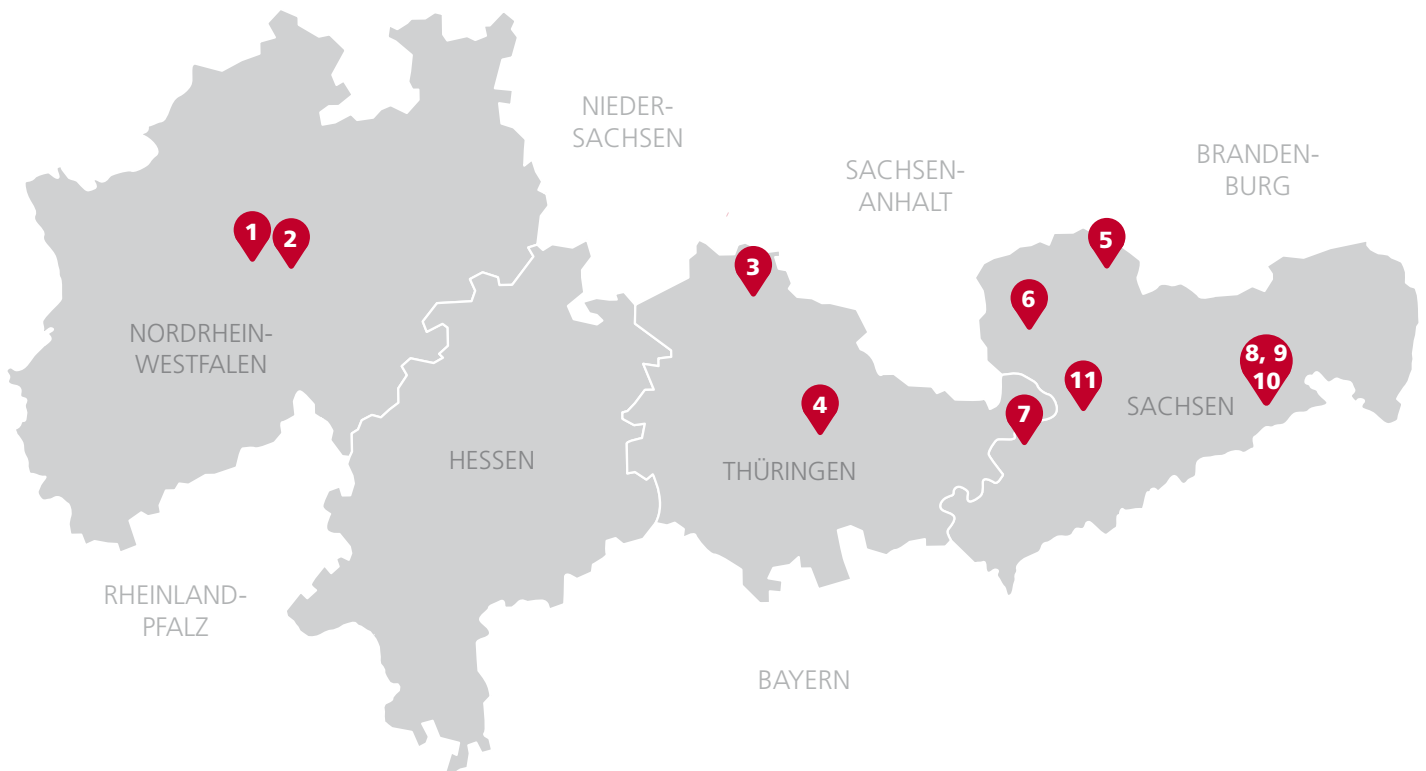 NIEDER-
SACHSEN
SACHSEN-
ANHALT
BRANDEN-
BURG
1
2
3
5
6
NORDRHEIN-
WESTFALEN
8, 9
10
11
4
7
SACHSEN
HESSEN
THÜRINGEN
RHEINLAND-
PFALZ
BAYERN